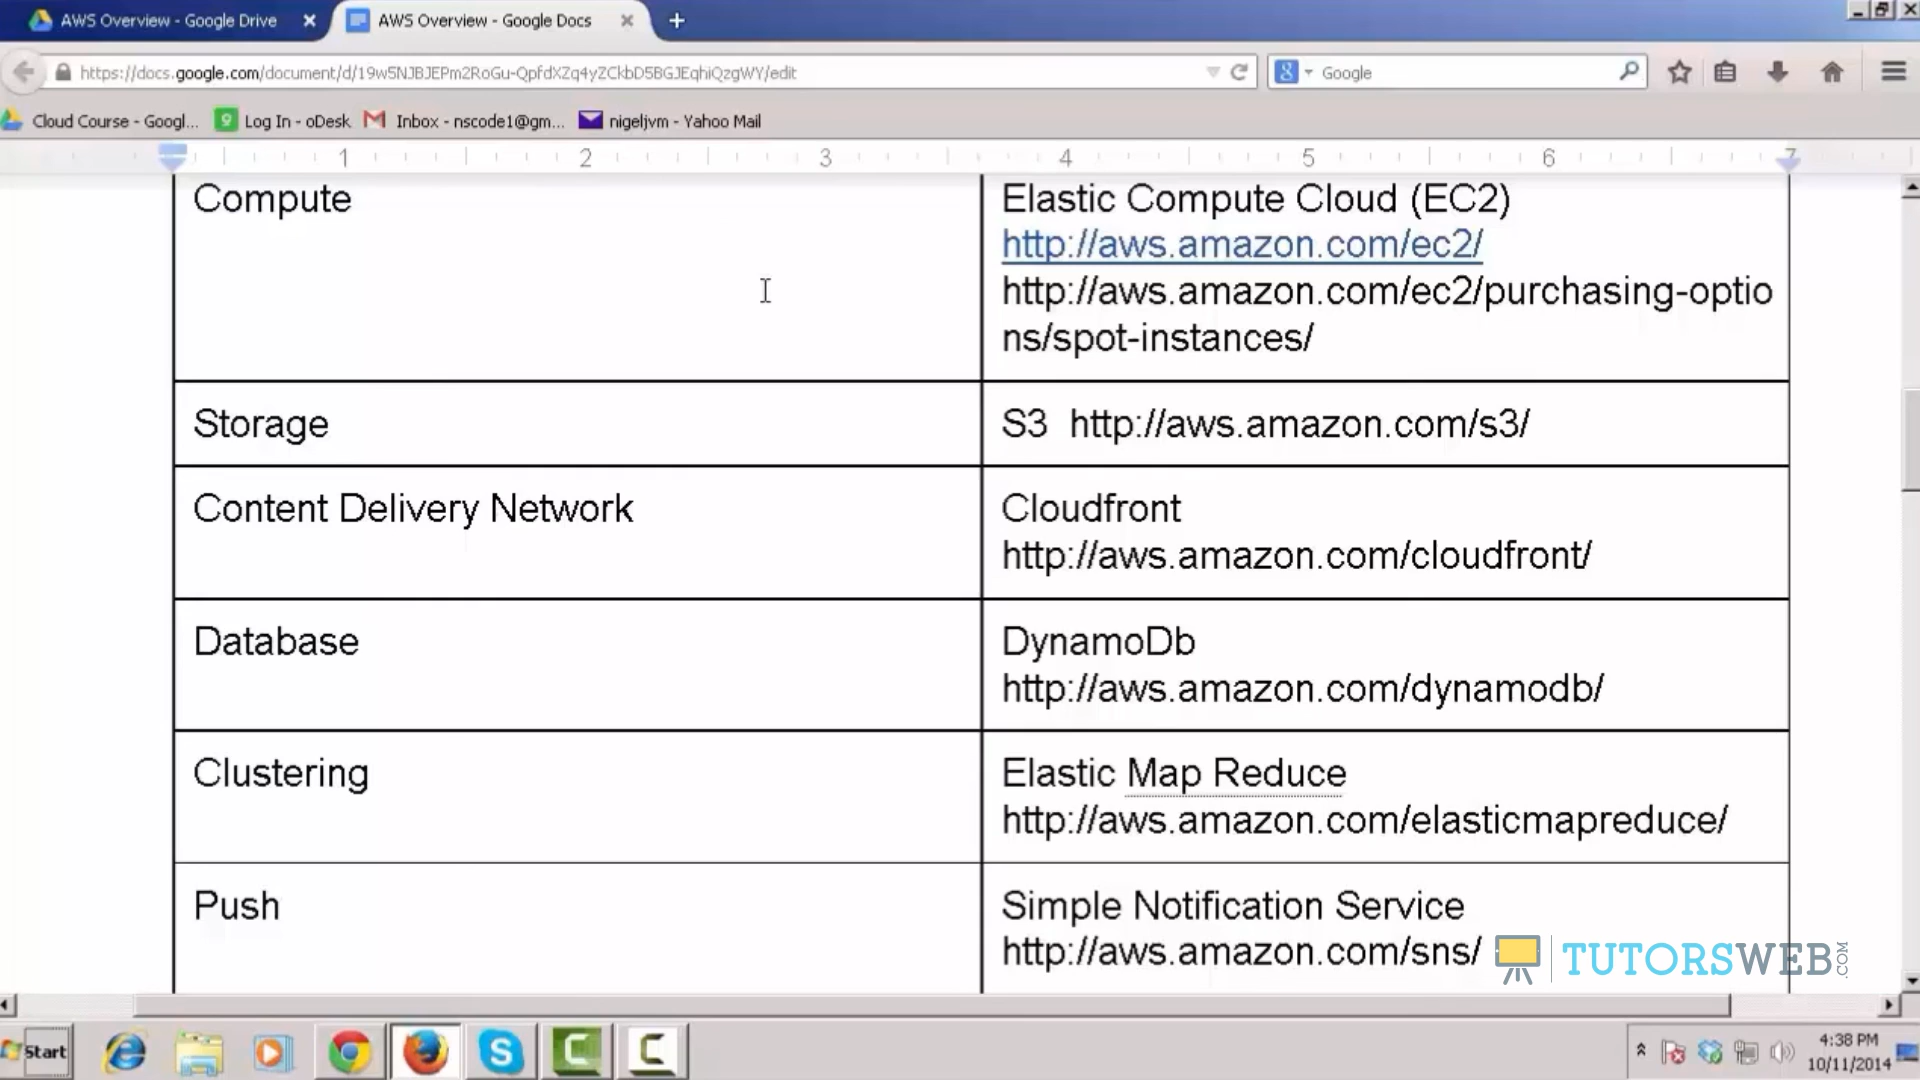 AWS Overview - Google Drive
AWS Overview - Google Docs
https://docs.google.com/document/d/19w5NJBJEPm2RoGu-QpfdXZq4yZCkbD5BGJEqhiQzgWY/edit
Google
Cloud Course - Googl...
Log In - oDesk
Inbox - nscode1@gm...
nigeljvm - Yahoo Mail
1 2 3 4 5 6 7
Compute
Elastic Compute Cloud (EC2)
http://aws.amazon.com/ec2/
http://aws.amazon.com/ec2/purchasing-optio
ns/spot-instances/
Storage
S3 http://aws.amazon.com/s3/
Content Delivery Network
Cloudfront
http://aws.amazon.com/cloudfront/
Database
DynamoDb
http://aws.amazon.com/dynamodb/
Clustering
Elastic Map Reduce
http://aws.amazon.com/elasticmapreduce/
Push
Simple Notification Service
http://aws.amazon.com/sns/
TUTORSWEB.COM
Start
4:38 PM
10/11/2014